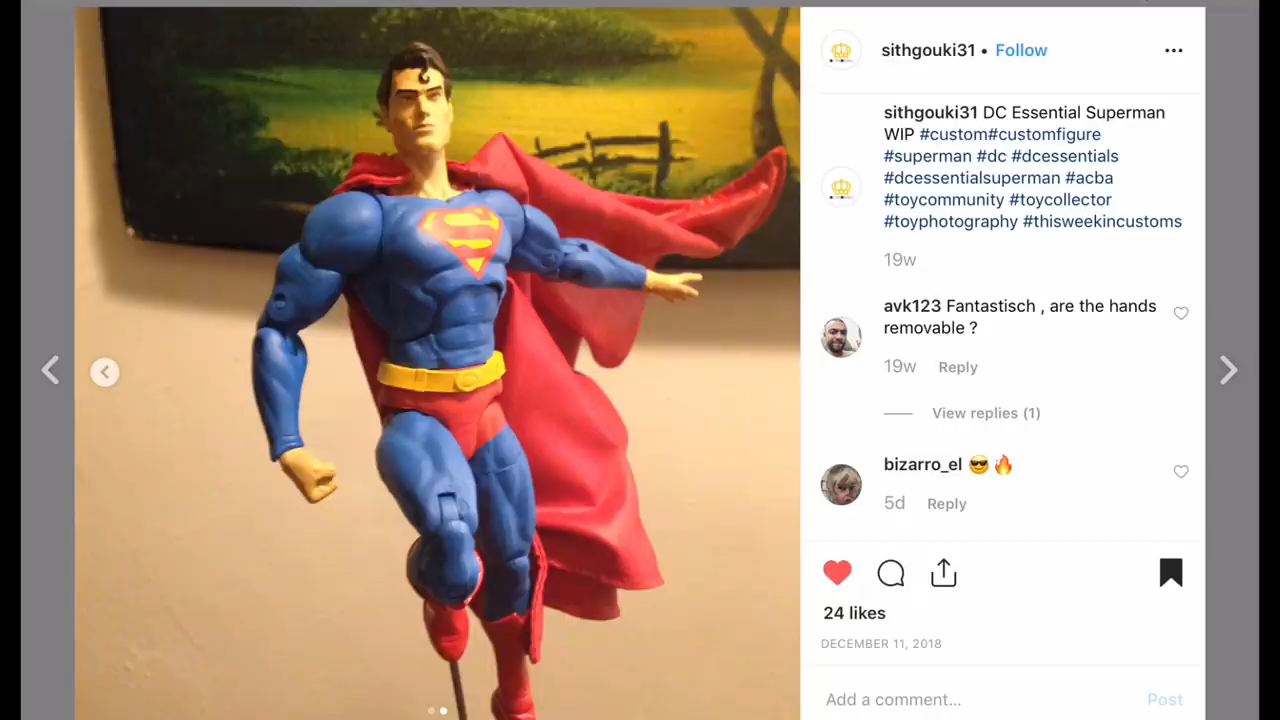 sithgouki31 • Follow
sithgouki31 DC Essential Superman
WIP #custom#customfigure
#superman #dc #dcessentials
#dcessentialsuperman #acba
#toycommunity #toycollector
#toyphotography #thisweekincustoms
19w
avk123 Fantastisch , are the hands
removable ?
19w Reply
View replies (1)
bizarro_el 😎🔥
5d Reply
24 likes
DECEMBER 11, 2018
Add a comment... Post
S